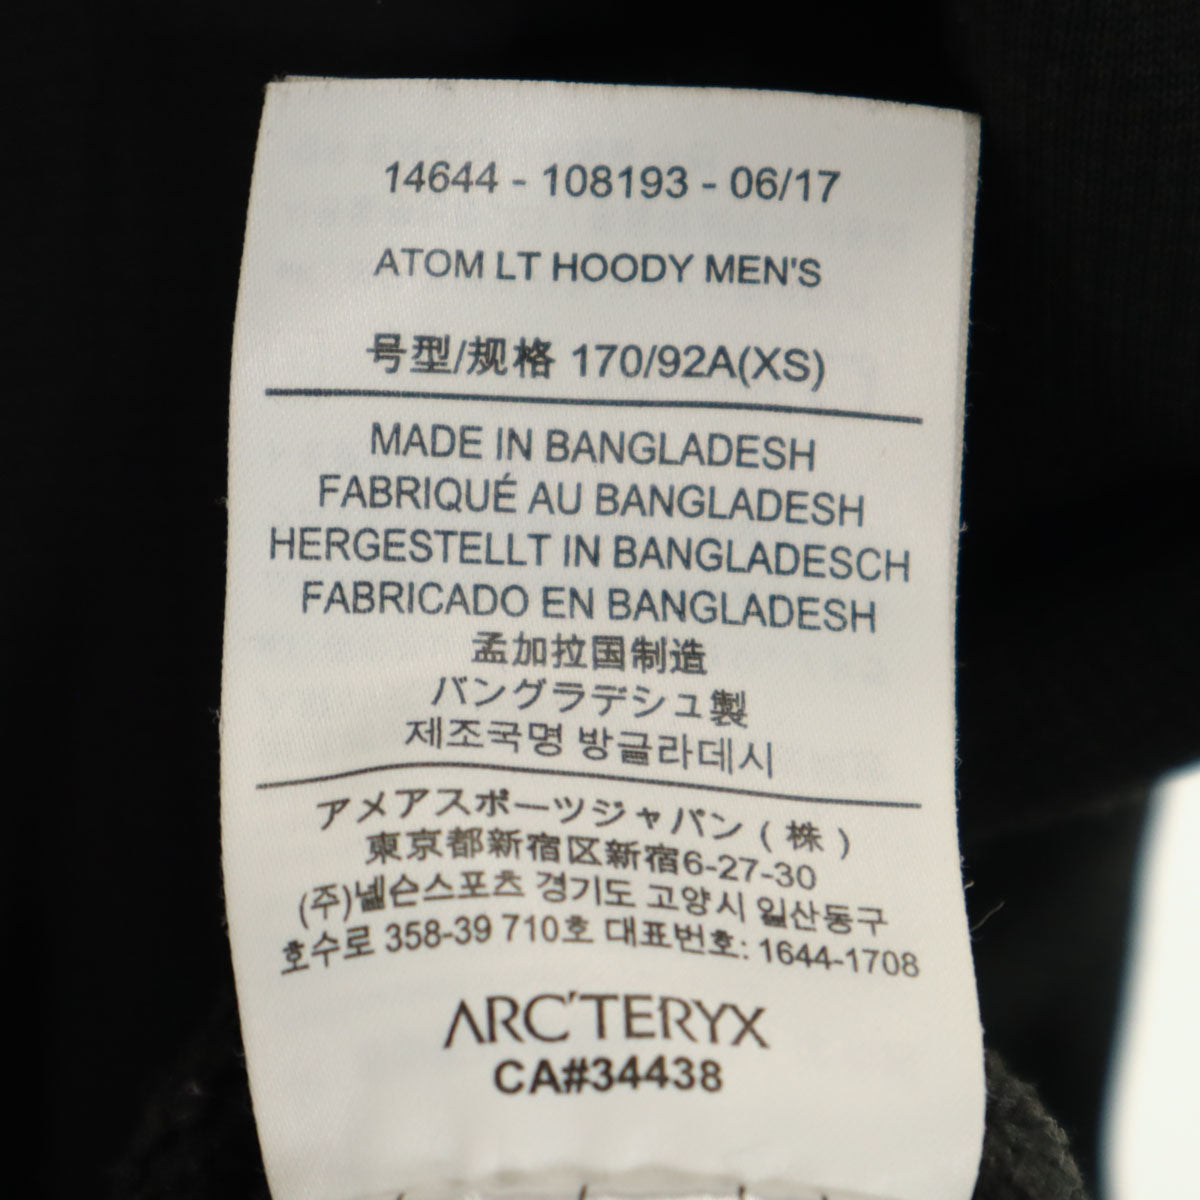 14644 - 108193 - 06/17
ATOM LT HOODY MEN'S
号型/规格 170/92A(XS)
MADE IN BANGLADESH
FABRIQUÉ AU BANGLADESH
HERGESTELLT IN BANGLADESCH
FABRICADO EN BANGLADESH
孟加拉国制造
バングラデシュ製
제조국명 방글라데시
アメアスポーツジャパン(株)
東京都新宿区新宿6-27-30
(주)넬슨스포츠 경기도 고양시 일산동구
호수로 358-39 710호 대표번호: 1644-1708
ARC'TERYX
CA#34438